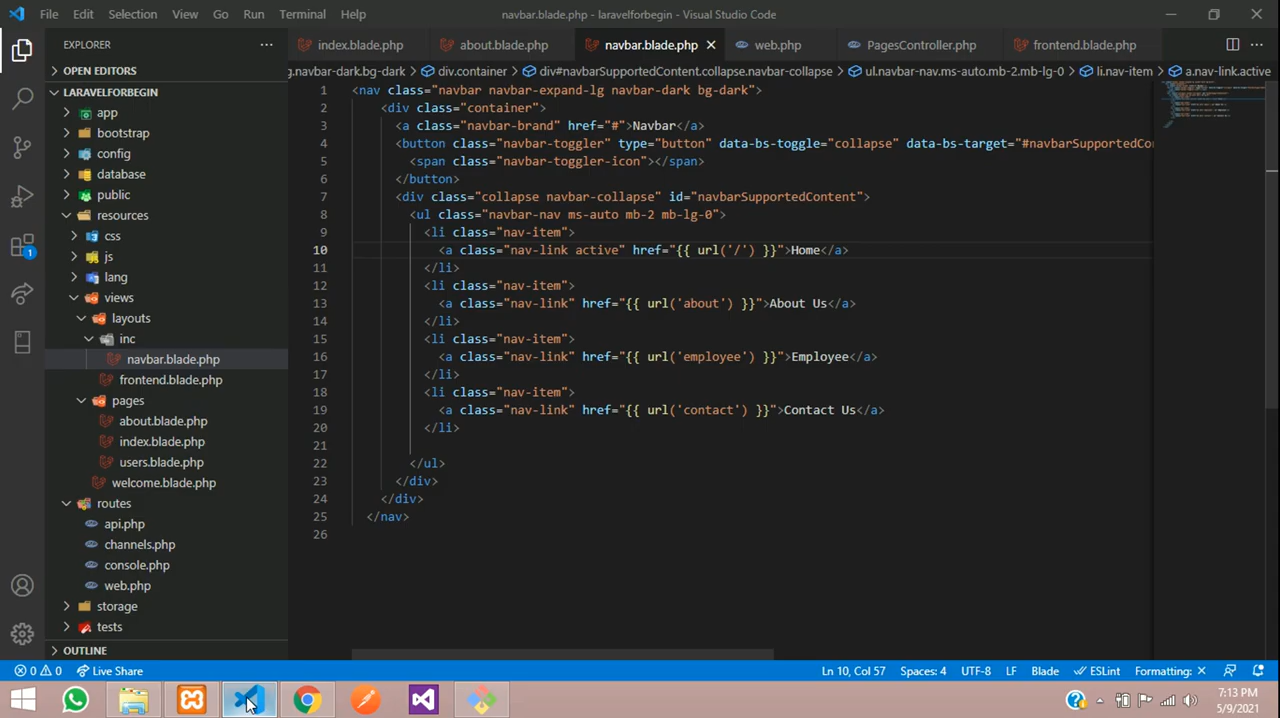 File Edit Selection View Go Run Terminal Help
navbar.blade.php - laravelforbegin - Visual Studio Code
EXPLORER
OPEN EDITORS
LARAVELFORBEGIN
app
bootstrap
config
database
public
resources
css
js
lang
views
layouts
inc
navbar.blade.php
frontend.blade.php
pages
about.blade.php
index.blade.php
users.blade.php
welcome.blade.php
routes
api.php
channels.php
console.php
web.php
storage
tests
OUTLINE
index.blade.php about.blade.php navbar.blade.php web.php PagesController.php frontend.blade.php
g.navbar-dark.bg-dark > div.container > div#navbarSupportedContent.collapse.navbar-collapse > ul.navbar-nav.ms-auto.mb-2.mb-lg-0 > li.nav-item > a.nav-link.active
1 <nav class="navbar navbar-expand-lg navbar-dark bg-dark">
2 <div class="container">
3 <a class="navbar-brand" href="#">Navbar</a>
4 <button class="navbar-toggler" type="button" data-bs-toggle="collapse" data-bs-target="#navbarSupportedCo
5 <span class="navbar-toggler-icon"></span>
6 </button>
7 <div class="collapse navbar-collapse" id="navbarSupportedContent">
8 <ul class="navbar-nav ms-auto mb-2 mb-lg-0">
9 <li class="nav-item">
10 <a class="nav-link active" href="{{ url('/') }}">Home</a>
11 </li>
12 <li class="nav-item">
13 <a class="nav-link" href="{{ url('about') }}">About Us</a>
14 </li>
15 <li class="nav-item">
16 <a class="nav-link" href="{{ url('employee') }}">Employee</a>
17 </li>
18 <li class="nav-item">
19 <a class="nav-link" href="{{ url('contact') }}">Contact Us</a>
20 </li>
21
22 </ul>
23 </div>
24 </div>
25 </nav>
26
0 0 Live Share Ln 10, Col 57 Spaces: 4 UTF-8 LF Blade ESLint Formatting:
1
7:13 PM
5/9/2021